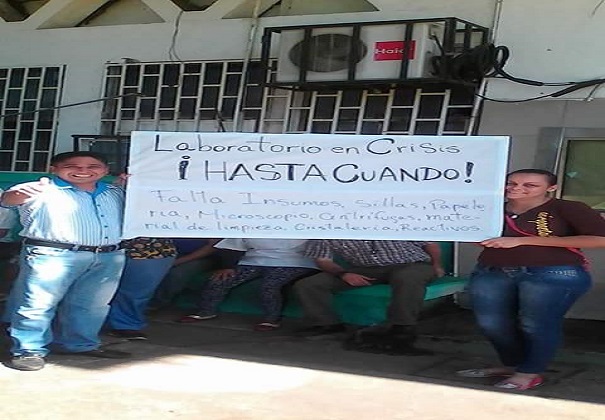 Haier
Laboratorio en Crisis
¡HASTA CUANDO!
Falta Insumos, Sillas, Papele-
ria, Microscopio, Centrifugas, mate-
rial de limpieza, Cristaleria, Reactivos